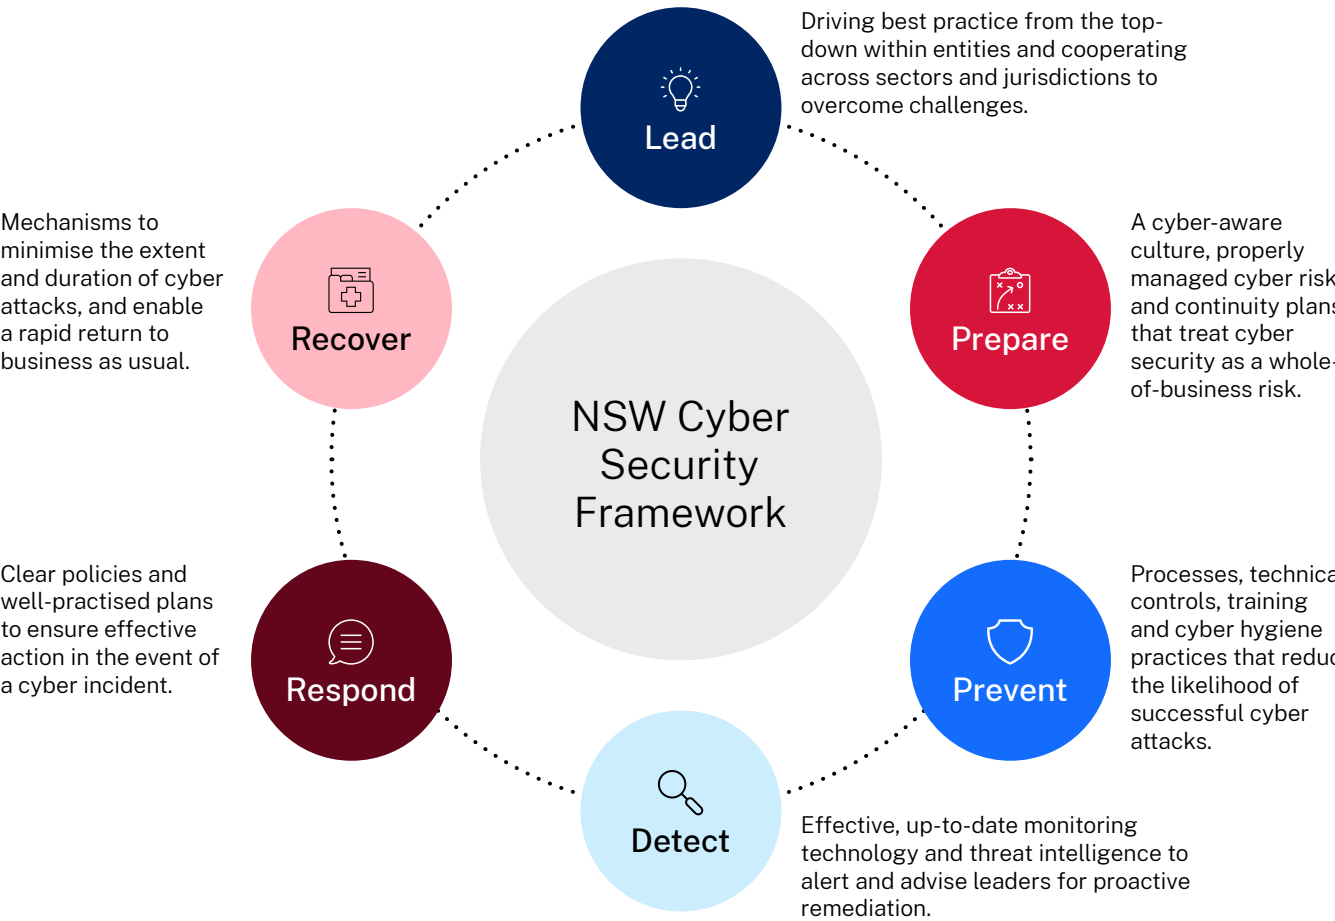 Lead
Driving best practice from the top-
down within entities and cooperating
across sectors and jurisdictions to
overcome challenges.
Prepare
A cyber-aware
culture, properly
managed cyber risk
and continuity plans
that treat cyber
security as a whole-
of-business risk.
Prevent
Processes, technica
controls, training
and cyber hygiene
practices that reduc
the likelihood of
successful cyber
attacks.
Detect
Effective, up-to-date monitoring
technology and threat intelligence to
alert and advise leaders for proactive
remediation.
Respond
Clear policies and
well-practised plans
to ensure effective
action in the event of
a cyber incident.
Recover
Mechanisms to
minimise the extent
and duration of cyber
attacks, and enable
a rapid return to
business as usual.
NSW Cyber
Security
Framework